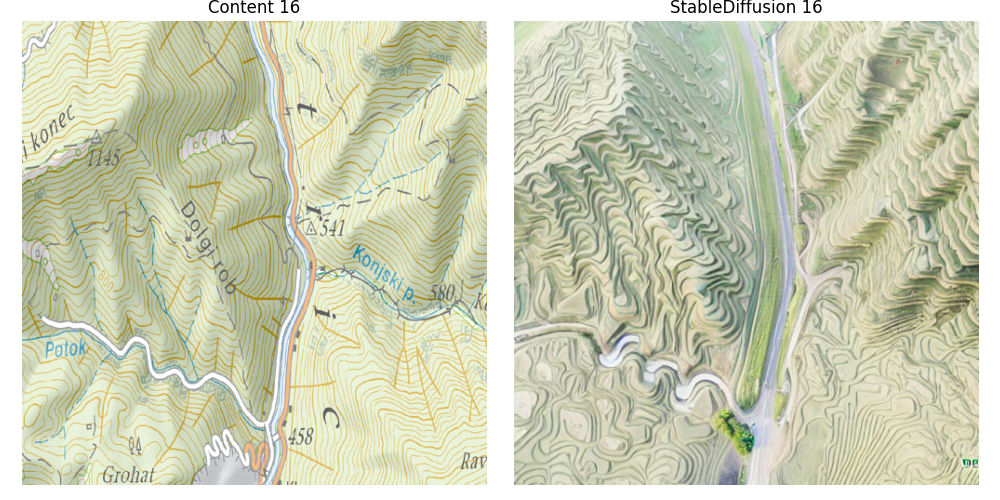 Content 16
StableDiffusion 16
i konec
1145
t
Dolgi rob
i
541
Konjski p.
580
i
Potok
C
458
Grohat
Rav